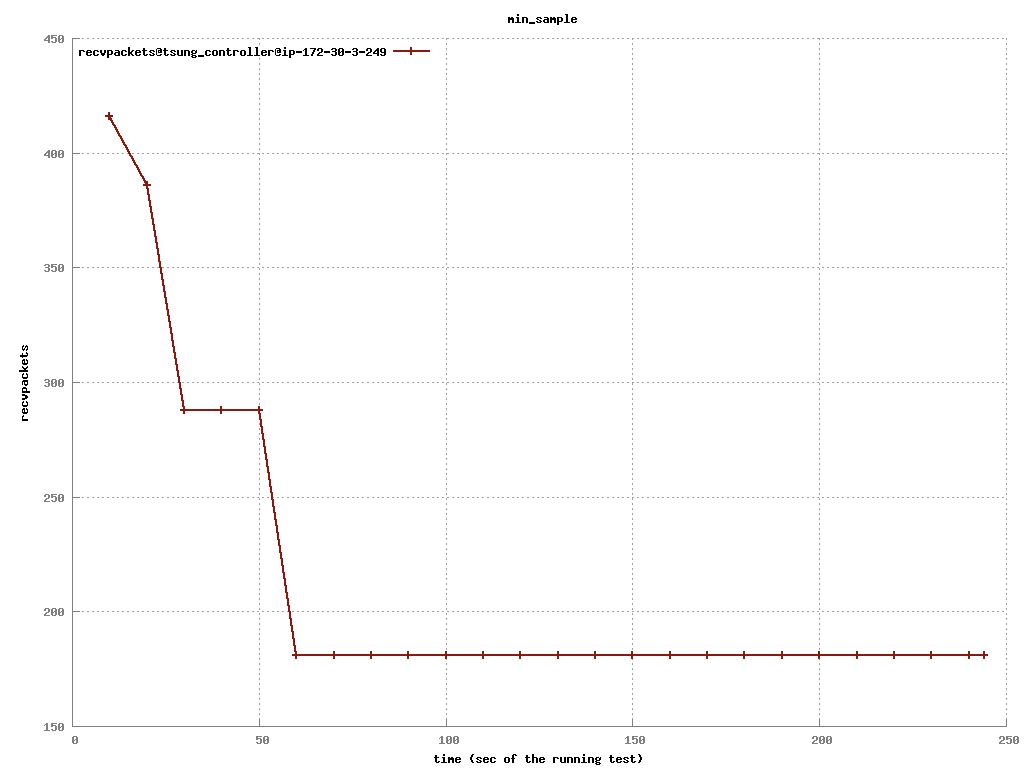 min_sample
450
recvpackets@tsung_controller@ip-172-30-3-249
400
350
300
recvpackets
250
200
150
0 50 100 150 200 250
time (sec of the running test)